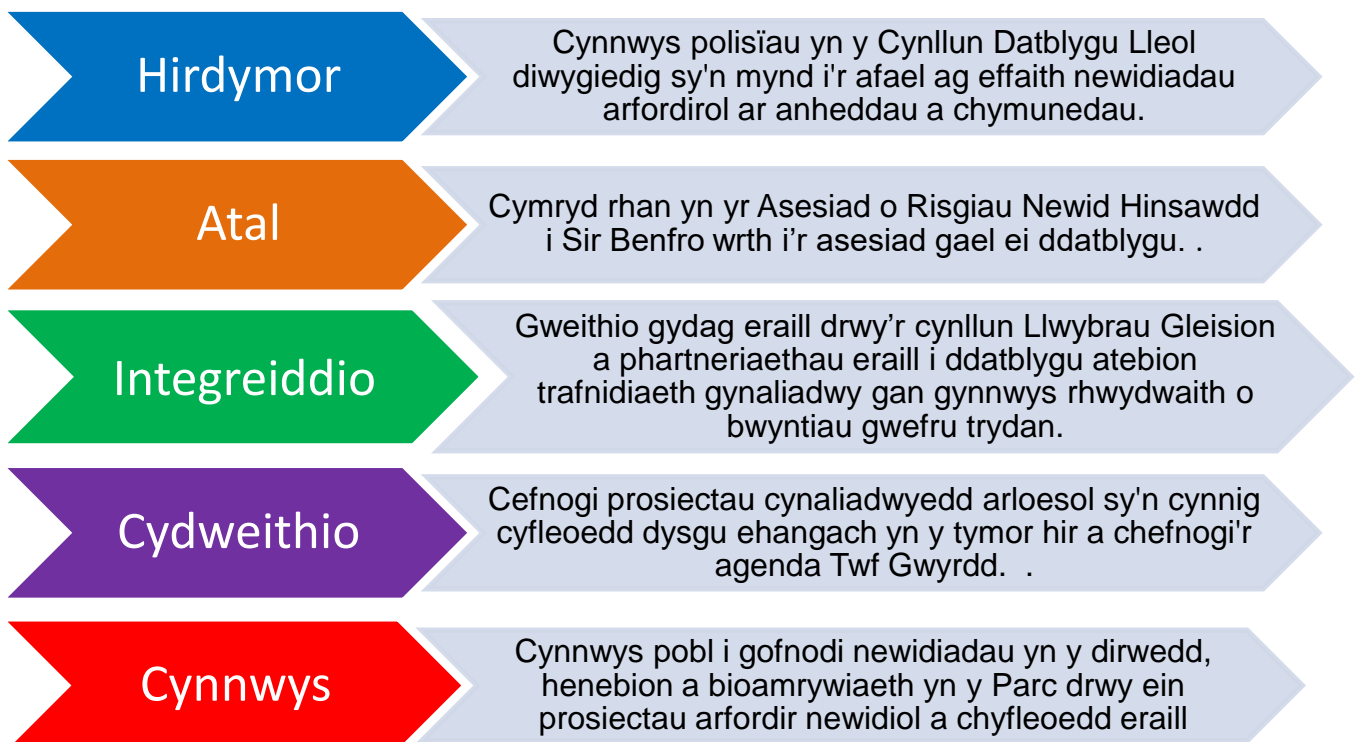 Hirdymor
Cynnwys polisïau yn y Cynllun Datblygu Lleol
diwygiedig sy'n mynd i'r afael ag effaith newidiadau
arfordirol ar anheddau a chymunedau.
Atal
Cymryd rhan yn yr Asesiad o Risgiau Newid Hinsawdd
i Sir Benfro wrth i’r asesiad gael ei ddatblygu. .
Integreiddio
Gweithio gydag eraill drwy’r cynllun Llwybrau Gleision
a phartneriaethau eraill i ddatblygu atebion
trafnidiaeth gynaliadwy gan gynnwys rhwydwaith o
bwyntiau gwefru trydan.
Cydweithio
Cefnogi prosiectau cynaliadwyedd arloesol sy'n cynnig
cyfleoedd dysgu ehangach yn y tymor hir a chefnogi'r
agenda Twf Gwyrdd.  .
Cynnwys
Cynnwys pobl i gofnodi newidiadau yn y dirwedd,
henebion a bioamrywiaeth yn y Parc drwy ein
prosiectau arfordir newidiol a chyfleoedd eraill